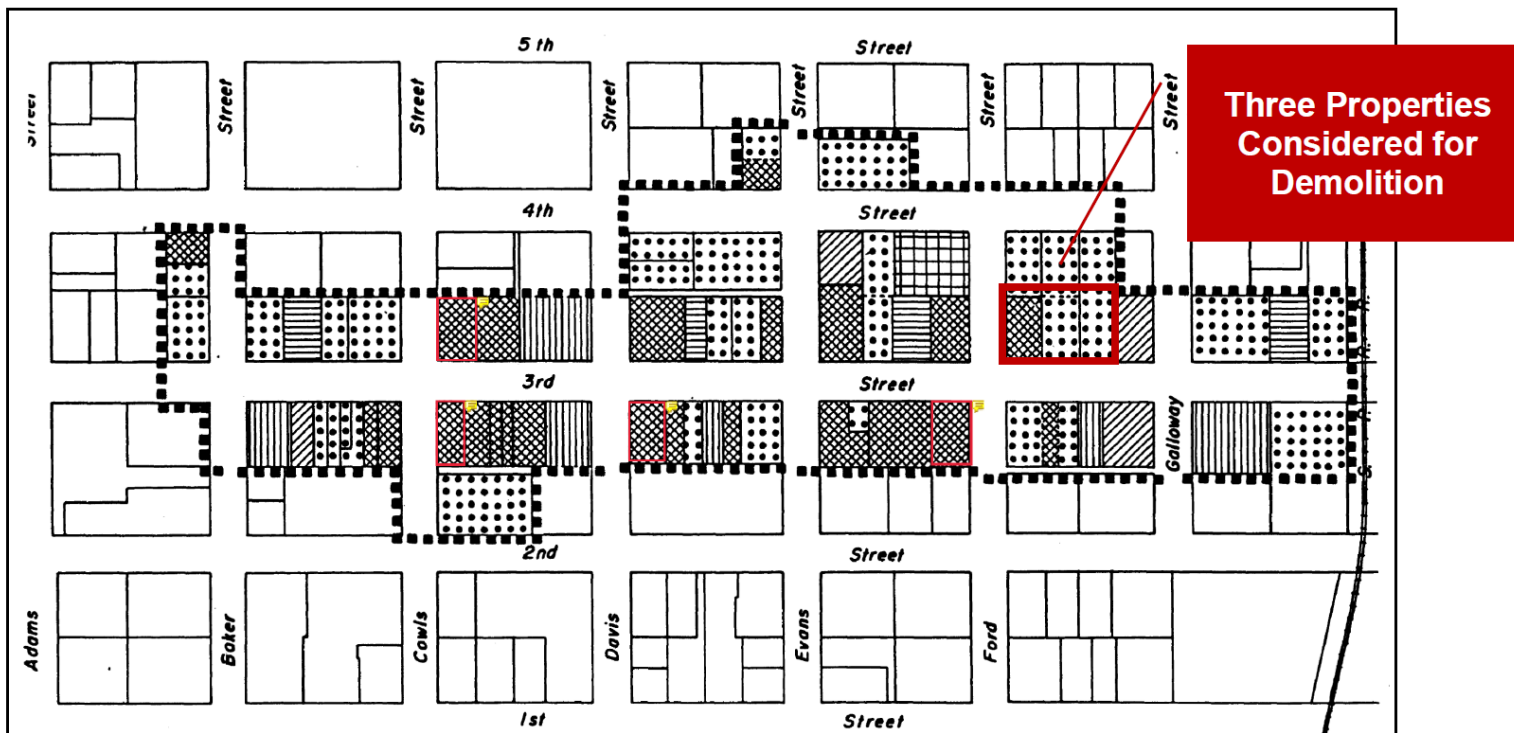 5th Street
Three Properties
Considered for
Demolition
Street
Street
Street
Street
Street
Street
4th Street
3rd Street
Galloway
S. P. R. R.
2nd Street
Adams
Baker
Cowls
Davis
Evans
Ford
1st Street